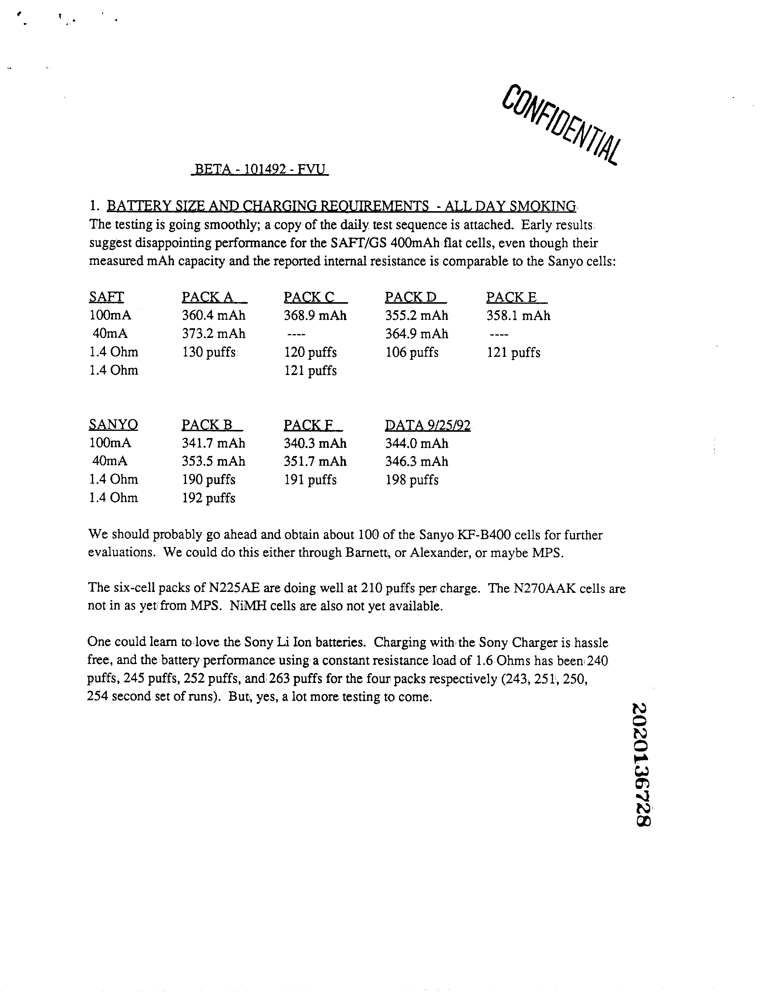 CONFIDENTIAL
BETA - 101492 - FVU
1. BATTERY SIZE AND CHARGING REQUIREMENTS - ALL DAY SMOKING
The testing is going smoothly; a copy of the daily test sequence is attached. Early results
suggest disappointing performance for the SAFT/GS 400mAh flat cells, even though their
measured mAh capacity and the reported internal resistance is comparable to the Sanyo cells:
SAFT PACK A PACK C PACK D PACK E
100mA 360.4 mAh 368.9 mAh 355.2 mAh 358.1 mAh
40mA 373.2 mAh ---- 364.9 mAh ----
1.4 Ohm 130 puffs 120 puffs 106 puffs 121 puffs
1.4 Ohm 121 puffs
SANYO PACK B PACK F DATA 9/25/92
100mA 341.7 mAh 340.3 mAh 344.0 mAh
40mA 353.5 mAh 351.7 mAh 346.3 mAh
1.4 Ohm 190 puffs 191 puffs 198 puffs
1.4 Ohm 192 puffs
We should probably go ahead and obtain about 100 of the Sanyo KF-B400 cells for further
evaluations. We could do this either through Barnett, or Alexander, or maybe MPS.
The six-cell packs of N225AE are doing well at 210 puffs per charge. The N270AAK cells are
not in as yet from MPS. NiMH cells are also not yet available.
One could learn to love the Sony Li Ion batteries. Charging with the Sony Charger is hassle
free, and the battery performance using a constant resistance load of 1.6 Ohms has been 240
puffs, 245 puffs, 252 puffs, and 263 puffs for the four packs respectively (243, 251, 250,
254 second set of runs). But, yes, a lot more testing to come.
2020136728